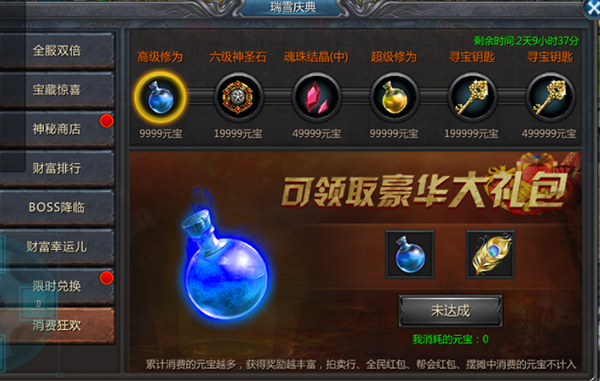 瑞雪庆典
剩余时间:2天9小时37分
全服双倍
宝藏惊喜
神秘商店
财富排行
BOSS降临
财富幸运儿
限时兑换
D
消费狂欢
高级修为 六级神圣石 魂珠结晶(中) 超级修为 寻宝钥匙 寻宝钥匙
9999元宝 19999元宝 49999元宝 99999元宝 199999元宝 499999元宝
可领取豪华大礼包
未达成
我消耗的元宝：0
累计消费的元宝越多，获得奖励越丰富，拍卖行、全民红包、帮会红包、摆摊中消费的元宝不计入